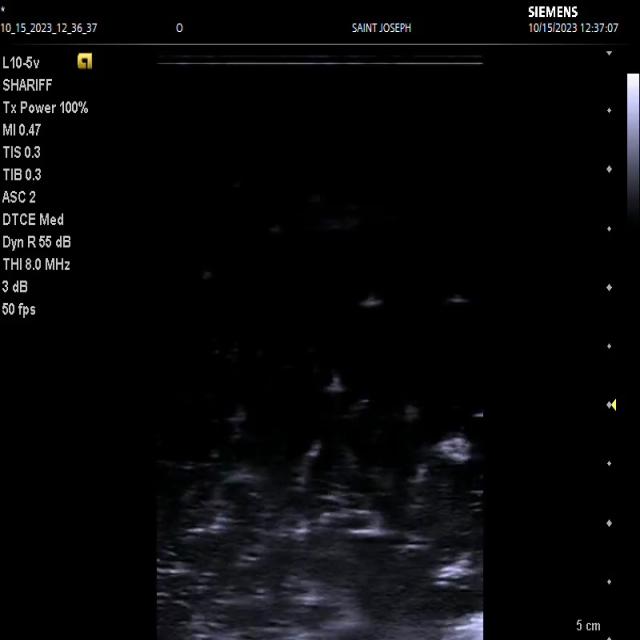 *
SIEMENS
10_15_2023_12_36_37 O SAINT JOSEPH 10/15/2023 12:37:07
L10-5v
SHARIFF
Tx Power 100%
MI 0.47
TIS 0.3
TIB 0.3
ASC 2
DTCE Med
Dyn R 55 dB
THI 8.0 MHz
3 dB
50 fps
5 cm